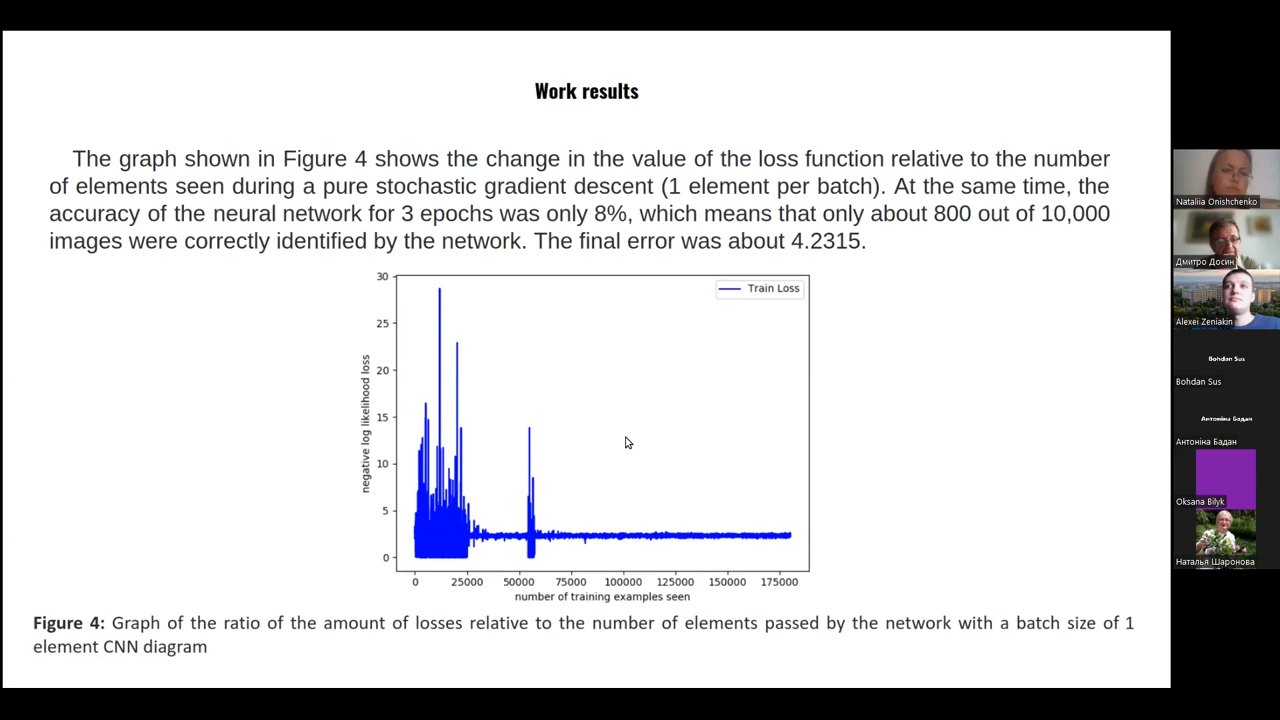 Work results
The graph shown in Figure 4 shows the change in the value of the loss function relative to the number
of elements seen during a pure stochastic gradient descent (1 element per batch). At the same time, the
accuracy of the neural network for 3 epochs was only 8%, which means that only about 800 out of 10,000
images were correctly identified by the network. The final error was about 4.2315.
30
25
20
15
10
5
0
negative log likelihood loss
Train Loss
0 25000 50000 75000 100000 125000 150000 175000
number of training examples seen
Figure 4: Graph of the ratio of the amount of losses relative to the number of elements passed by the network with a batch size of 1
element CNN diagram
Nataliia Onishchenko
Дмитро Досин
Alexei Zeniakin
Bohdan Sus
Bohdan Sus
Антоніна Бадан
Антоніна Бадан
Oksana Bilyk
Наталья Шаронова